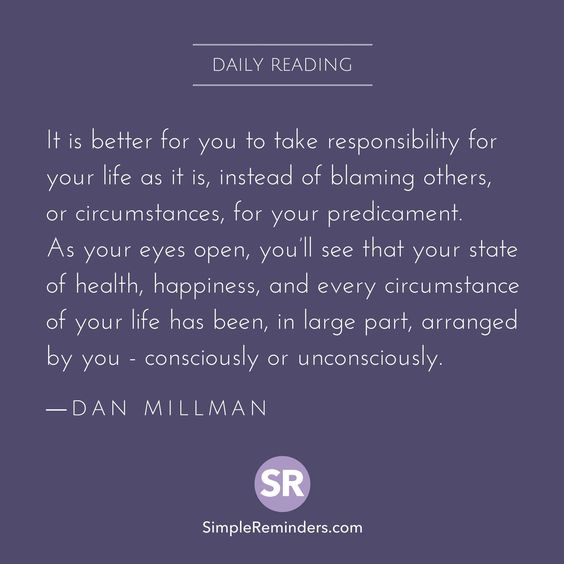 DAILY READING
It is better for you to take responsibility for
your life as it is, instead of blaming others,
or circumstances, for your predicament.
As your eyes open, you'll see that your state
of health, happiness, and every circumstance
of your life has been, in large part, arranged
by you - consciously or unconsciously.
—DAN MILLMAN
SR
SimpleReminders.com